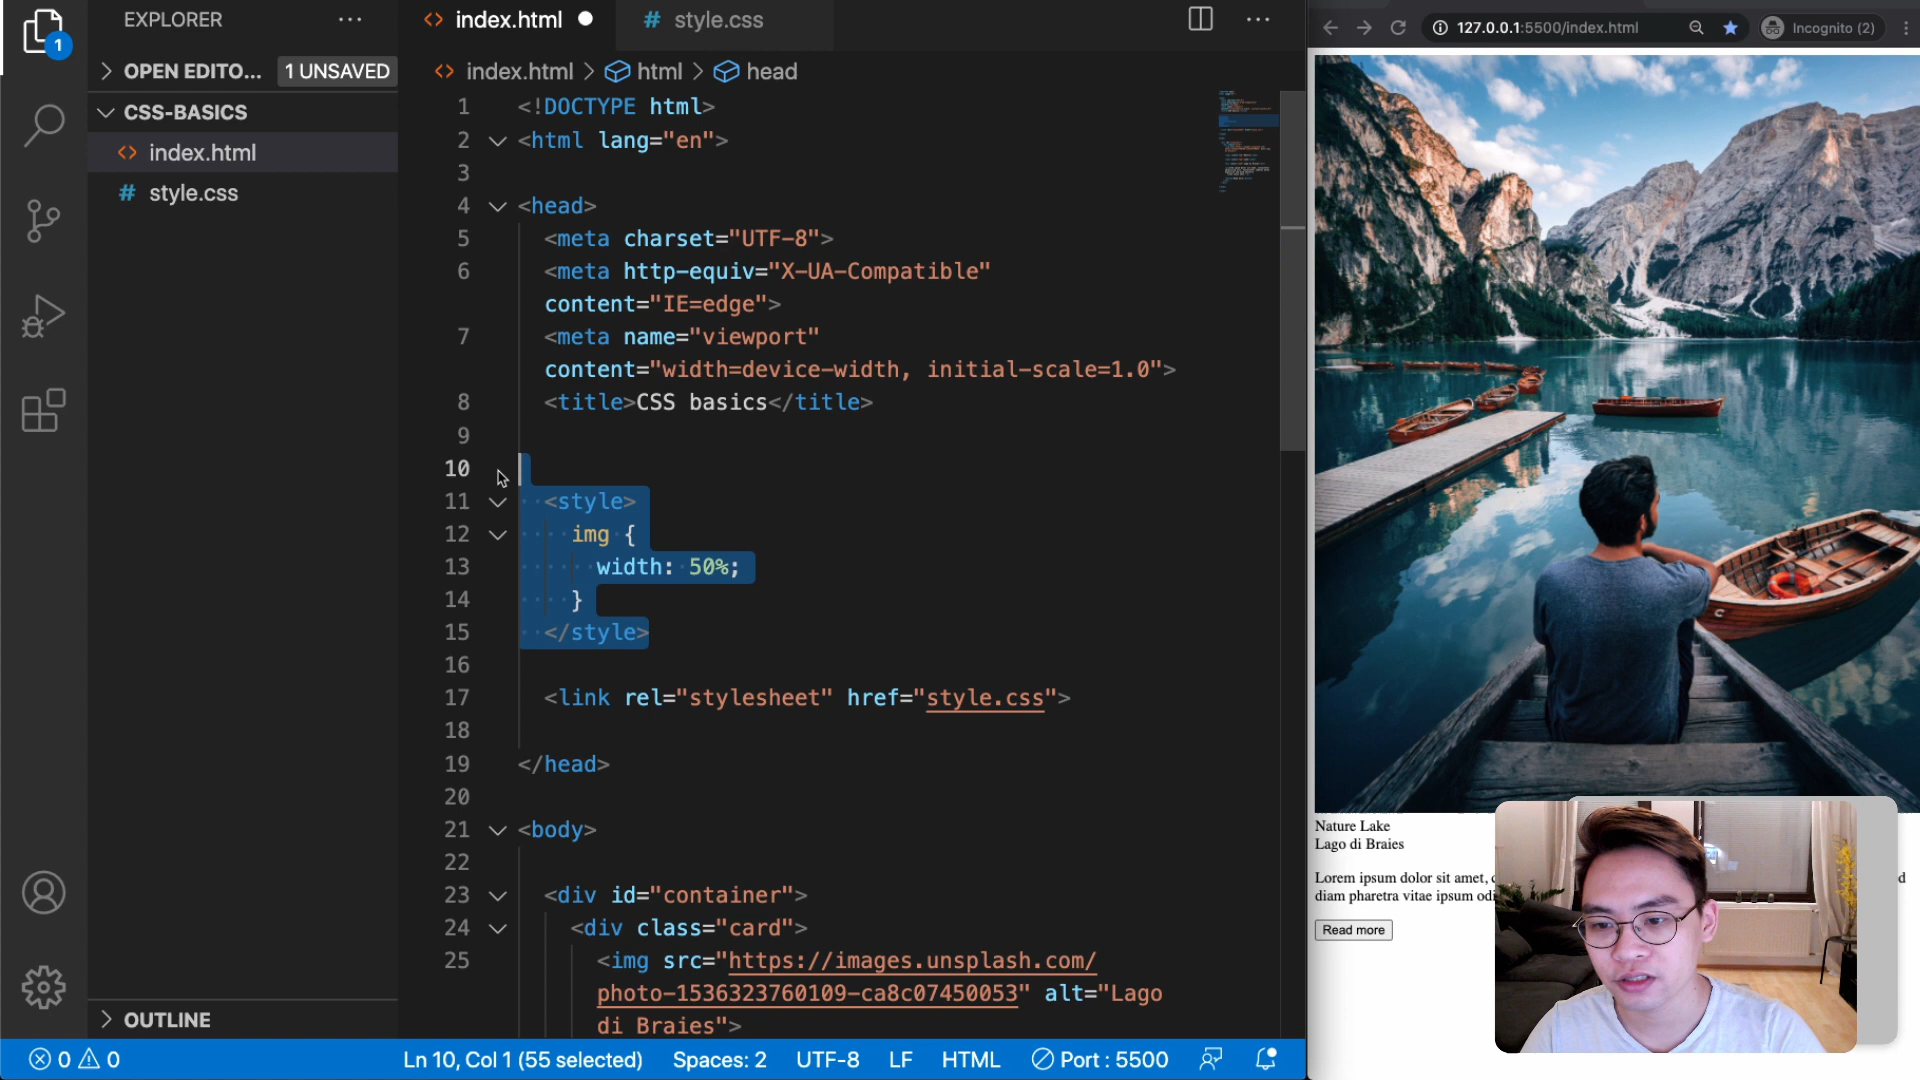 EXPLORER
1
OPEN EDITO... 1 UNSAVED
CSS-BASICS
index.html
style.css
OUTLINE
index.html
style.css
index.html > html > head
1 <!DOCTYPE html>
2 <html lang="en">
3
4 <head>
5 <meta charset="UTF-8">
6 <meta http-equiv="X-UA-Compatible"
content="IE=edge">
7 <meta name="viewport"
content="width=device-width, initial-scale=1.0">
8 <title>CSS basics</title>
9
10
11 <style>
12 img {
13 width: 50%;
14 }
15 </style>
16
17 <link rel="stylesheet" href="style.css">
18
19 </head>
20
21 <body>
22
23 <div id="container">
24 <div class="card">
25 <img src="https://images.unsplash.com/
photo-1536323760109-ca8c07450053" alt="Lago
di Braies">
0 0 Ln 10, Col 1 (55 selected) Spaces: 2 UTF-8 LF HTML Port : 5500
127.0.0.1:5500/index.html Incognito (2)
Nature Lake
Lago di Braies
Lorem ipsum dolor sit amet,
diam pharetra vitae ipsum odi
Read more